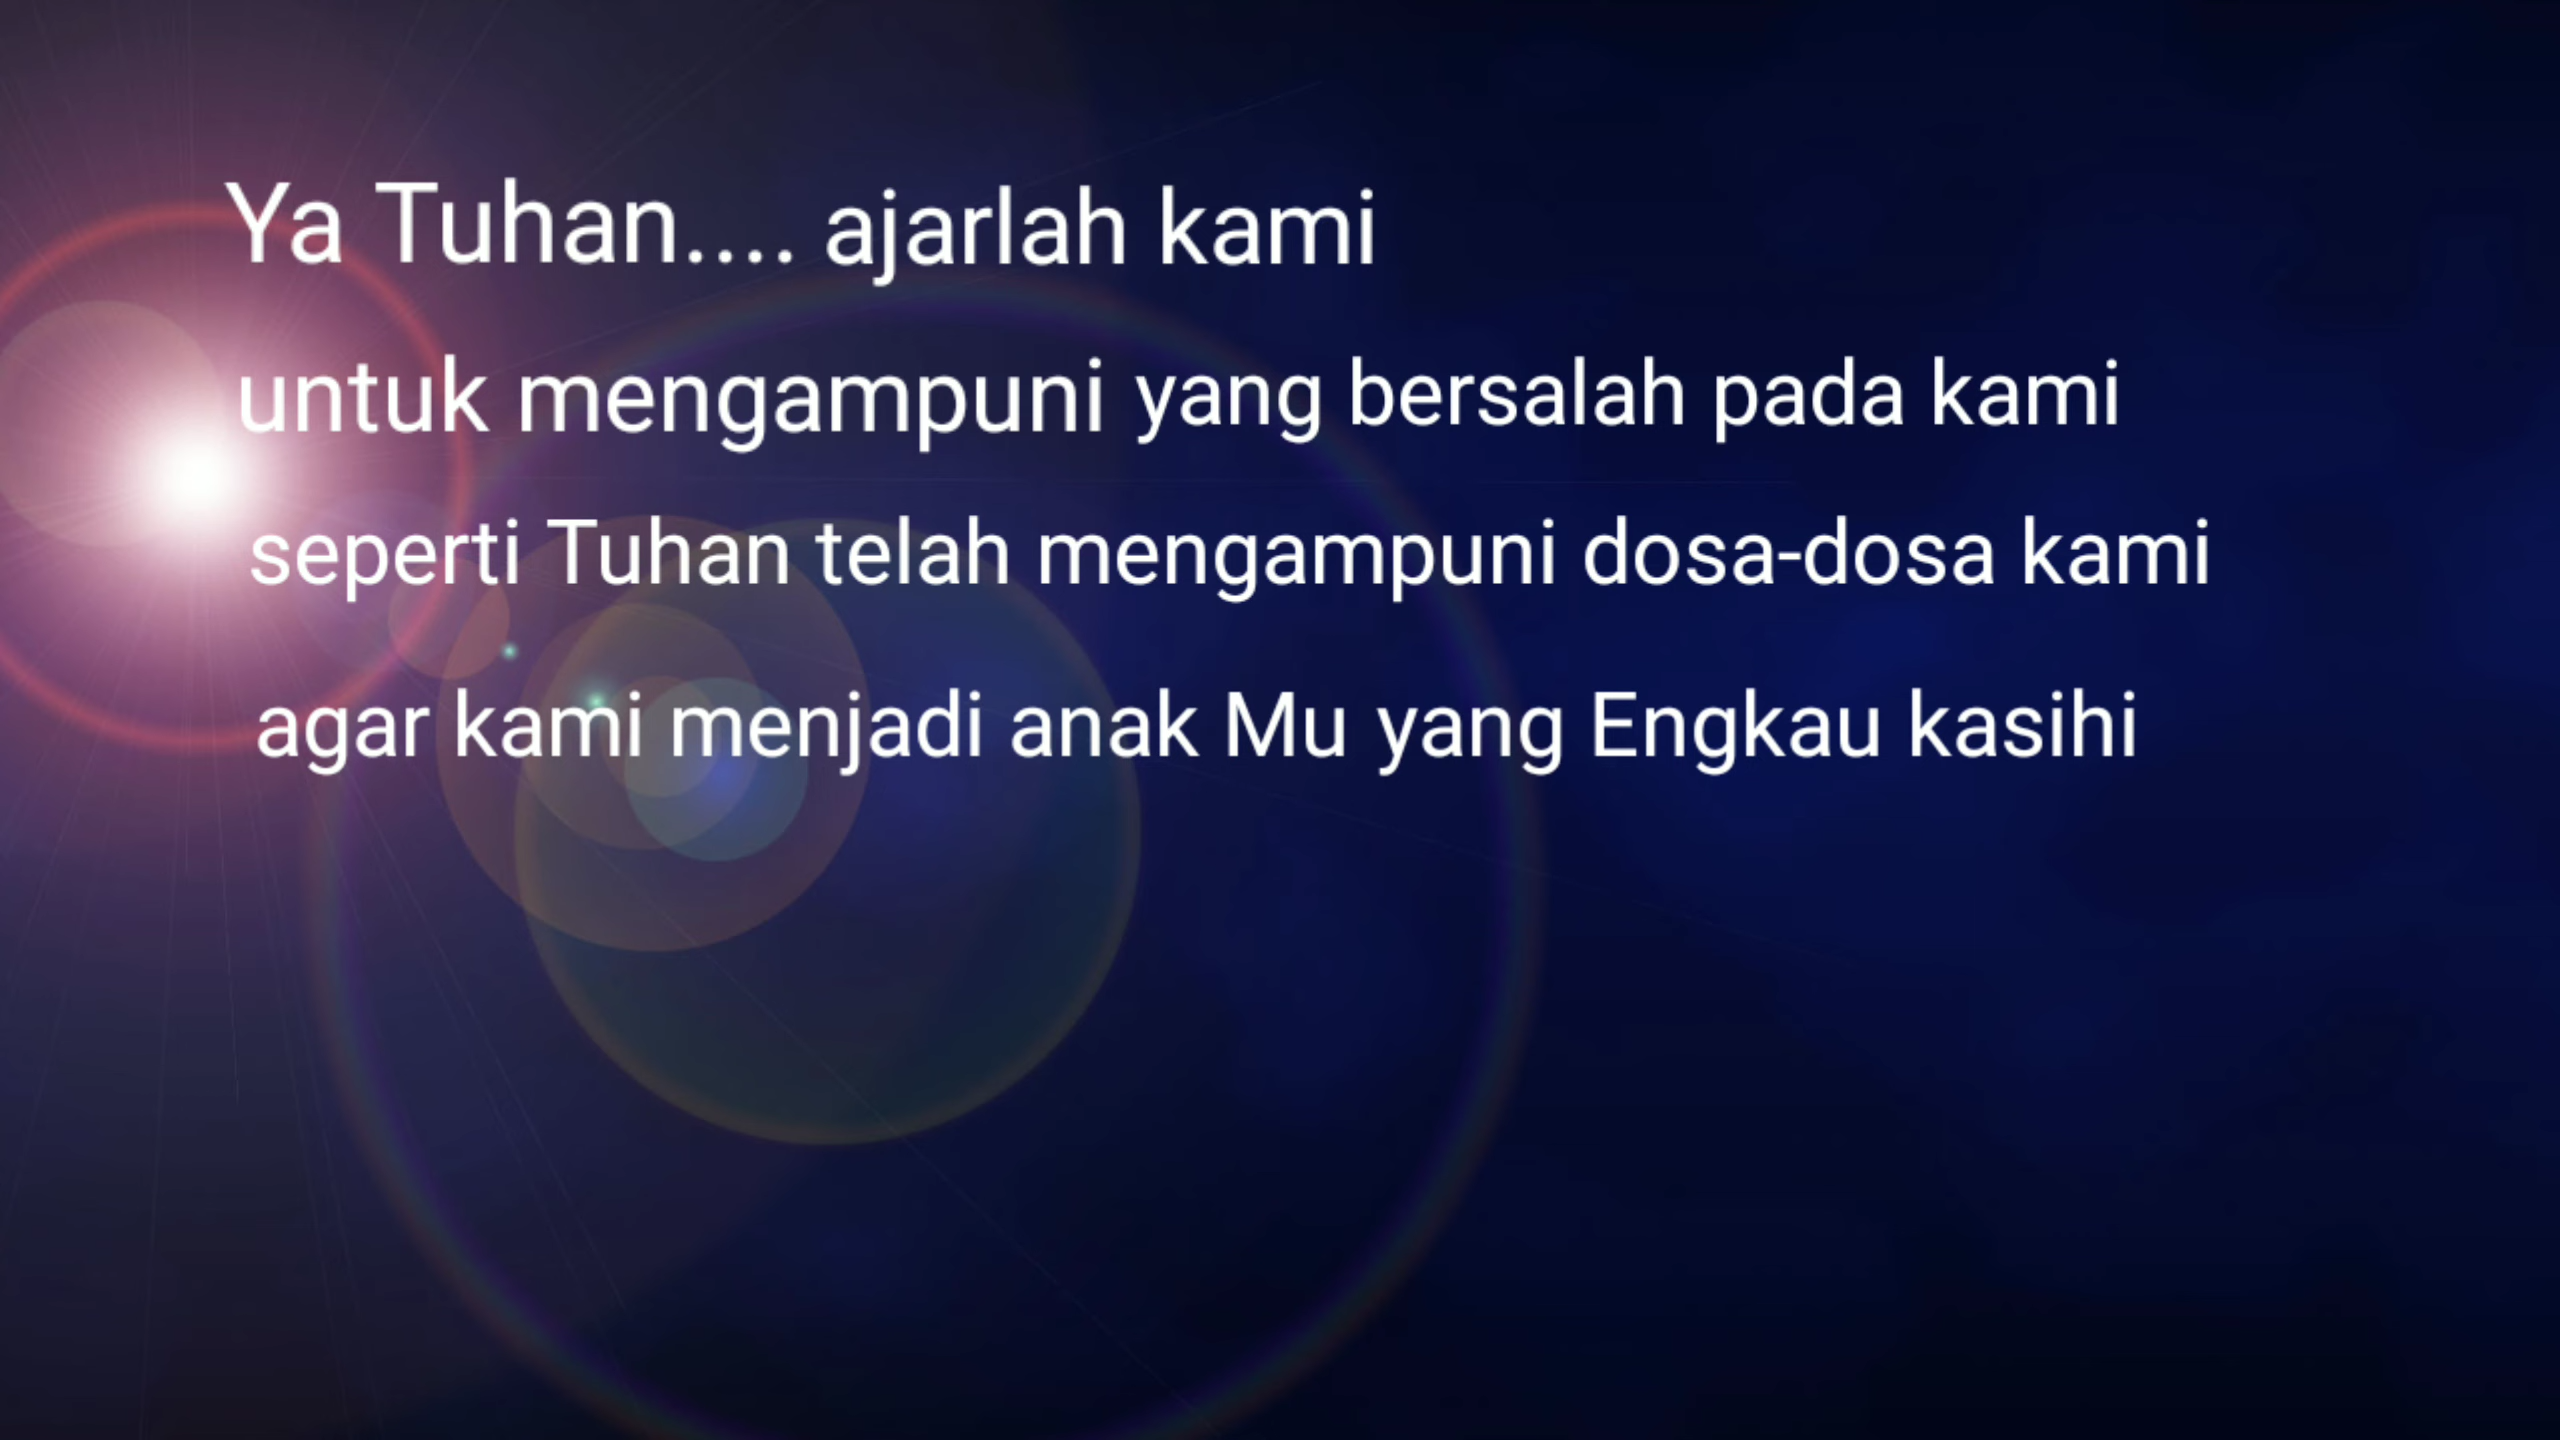 Ya Tuhan.... ajarlah kami
untuk mengampuni yang bersalah pada kami
seperti Tuhan telah mengampuni dosa-dosa kami
agar kami menjadi anak Mu yang Engkau kasihi